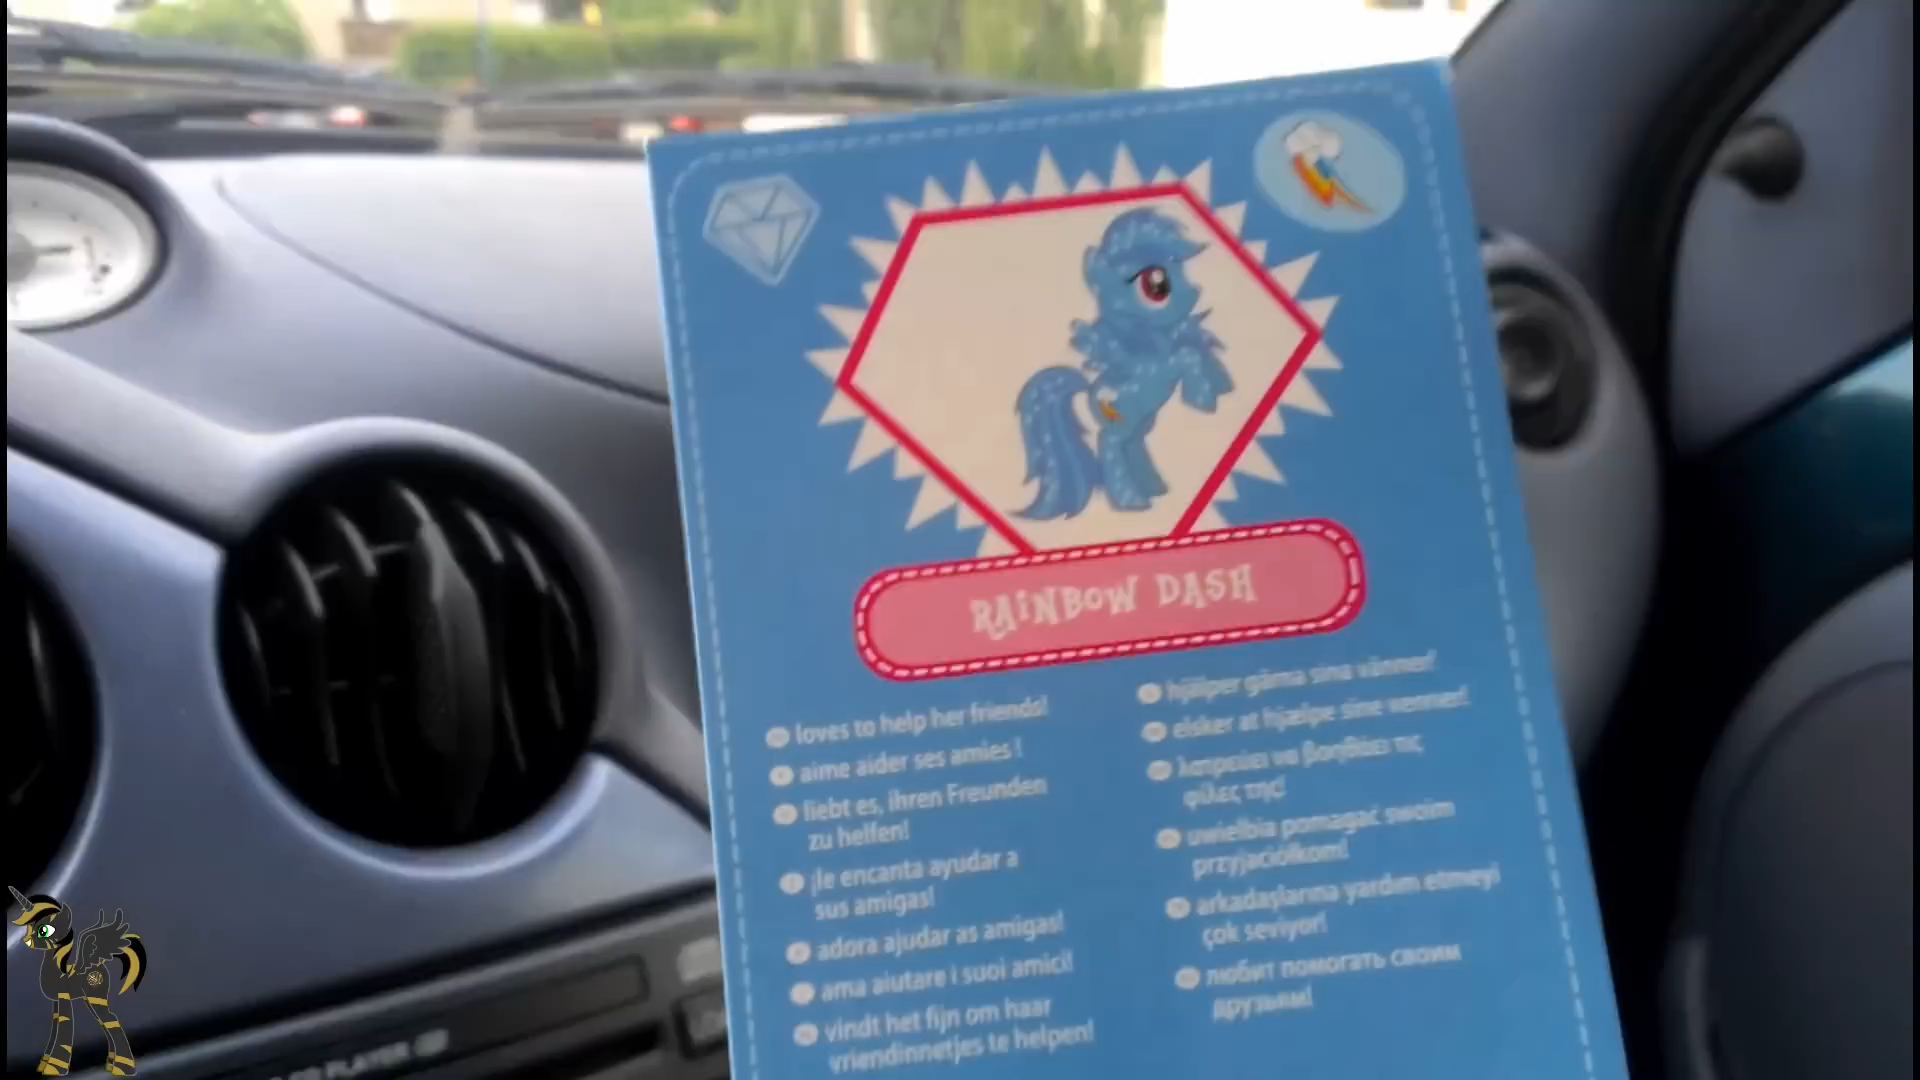 RAINBOW DASH
loves to help her friends!
aime aider ses amies !
liebt es, ihren Freunden
zu helfen!
¡le encanta ayudar a
sus amigas!
adora ajudar as amigas!
ama aiutare i suoi amici!
vindt het fijn om haar
vriendinnetjes te helpen!
hjälper gärna sina vänner!
elsker at hjælpe sine venner!
λατρεύει να βοηθάει τις
φίλες της!
uwielbia pomagać swoim
przyjaciółkom!
arkadaşlarına yardım etmeyi
çok seviyor!
любит помогать своим
друзьям!
CD PLAYER